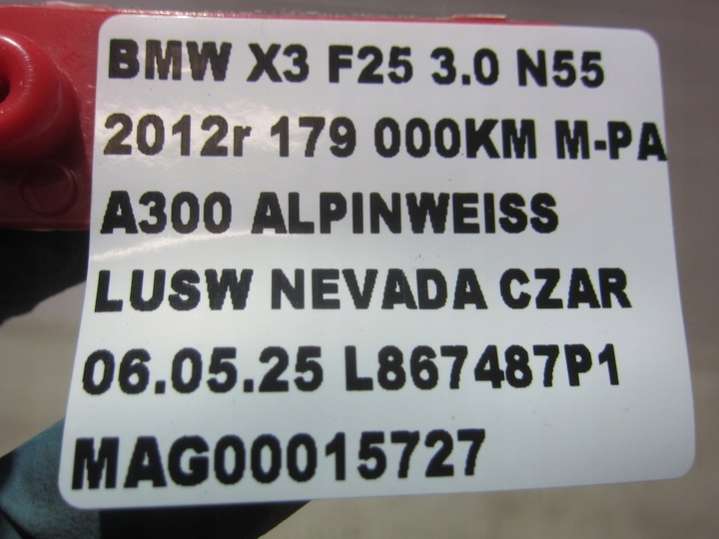 BMW X3 F25 3.0 N55
2012r 179 000KM M-PA
A300 ALPINWEISS
LUSW NEVADA CZAR
06.05.25 L867487P1
MAG00015727